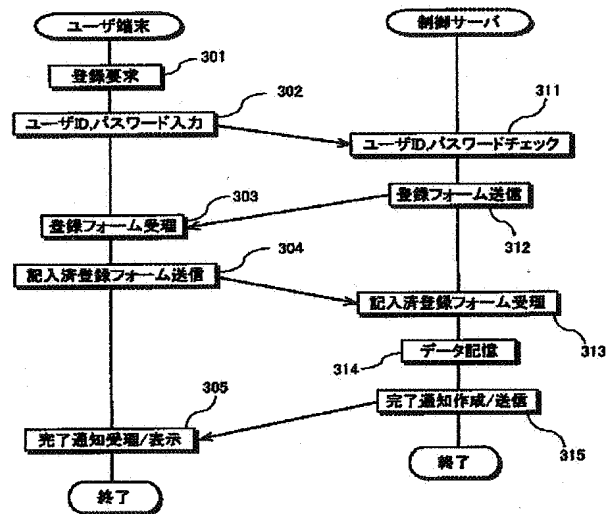 ユーザ端末
制御サーバ
登録要求
301
302
ユーザID,パスワード入力
311
ユーザID,パスワードチェック
登録フォーム送信
312
303
登録フォーム受理
304
記入済登録フォーム送信
記入済登録フォーム受理
313
314
データ記憶
完了通知作成/送信
315
305
完了通知受理/表示
終了
終了